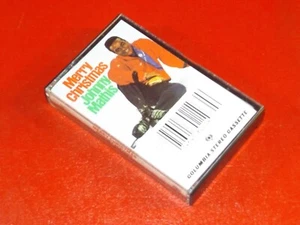 Merry
Christmas
Johnny
Mathis
COLUMBIA STEREO CASSETTE